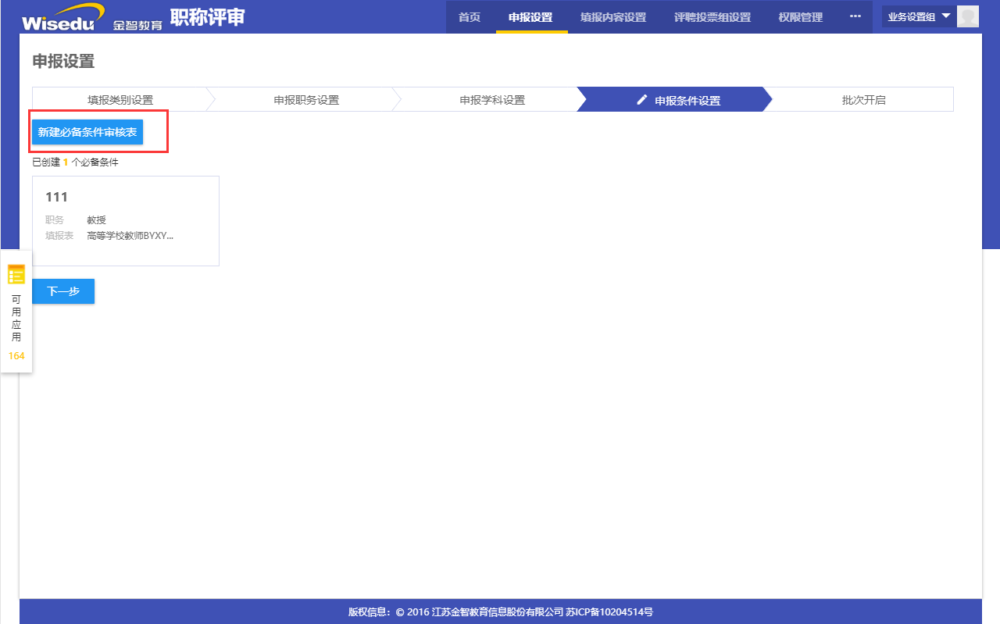 Wisedu 金智教育 职称评审
首页 申报设置 填报内容设置 评聘投票组设置 权限管理 ··· 业务设置组
申报设置
填报类别设置 申报职务设置 申报学科设置 申报条件设置 批次开启
新建必备条件审核表
已创建 1 个必备条件
111
职务 教授
填报表 高等学校教师BYXY...
下一步
可
用
应
用
164
版权信息：© 2016 江苏金智教育信息股份有限公司 苏ICP备10204514号